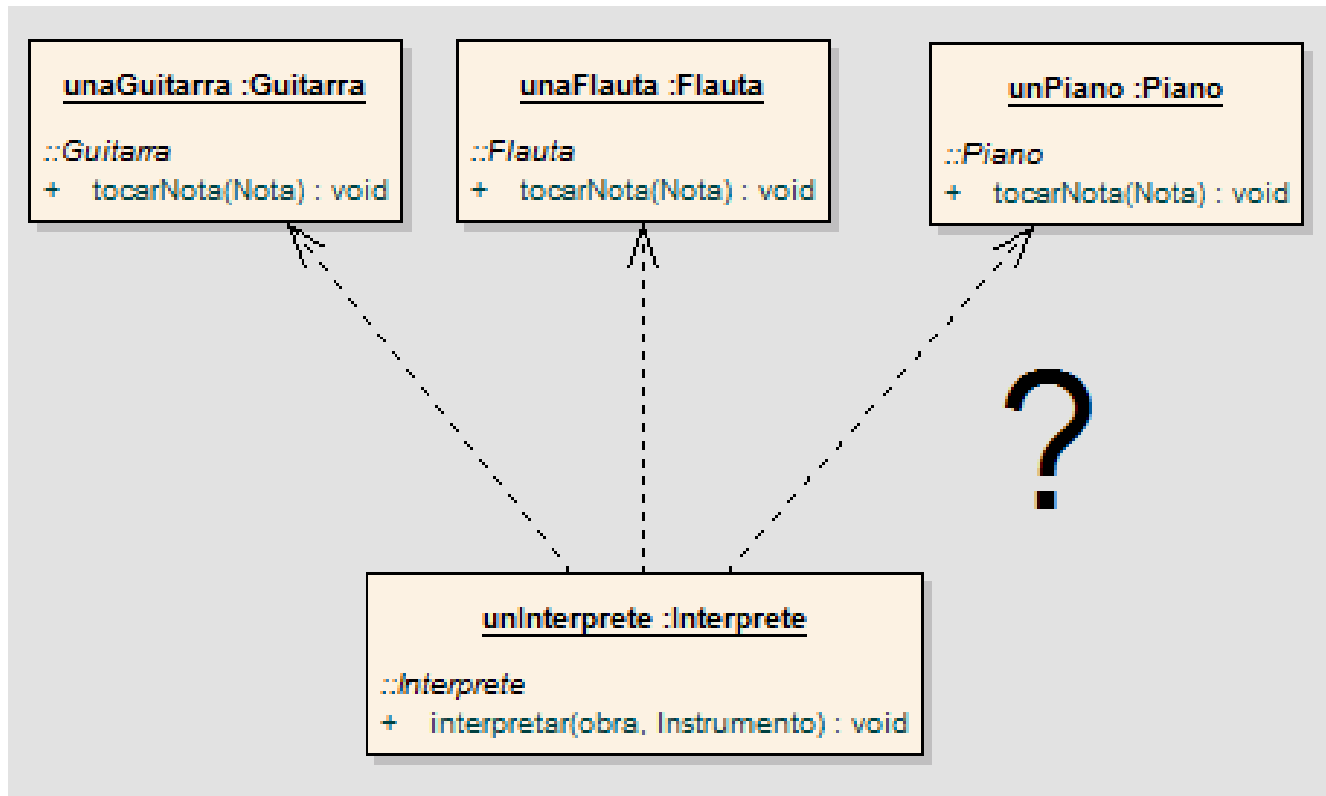 unaGuitarra :Guitarra
::Guitarra
+ tocarNota(Nota) : void
unaFlauta :Flauta
::Flauta
+ tocarNota(Nota) : void
unPiano :Piano
::Piano
+ tocarNota(Nota) : void
?
unInterprete :Interprete
::Interprete
+ interpretar(obra, Instrumento) : void